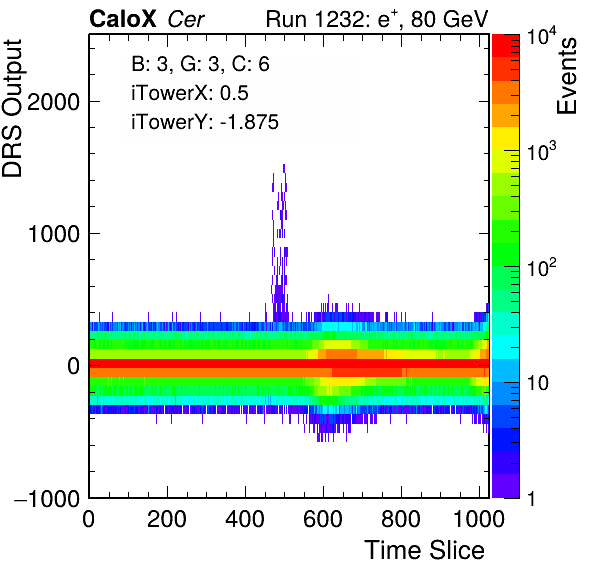 CaloX Cer Run 1232: e⁺, 80 GeV
B: 3, G: 3, C: 6
iTowerX: 0.5
iTowerY: -1.875
DRS Output
2000
1000
0
−1000
0 200 400 600 800 1000
Time Slice
10⁴
10³
10²
10
1
Events